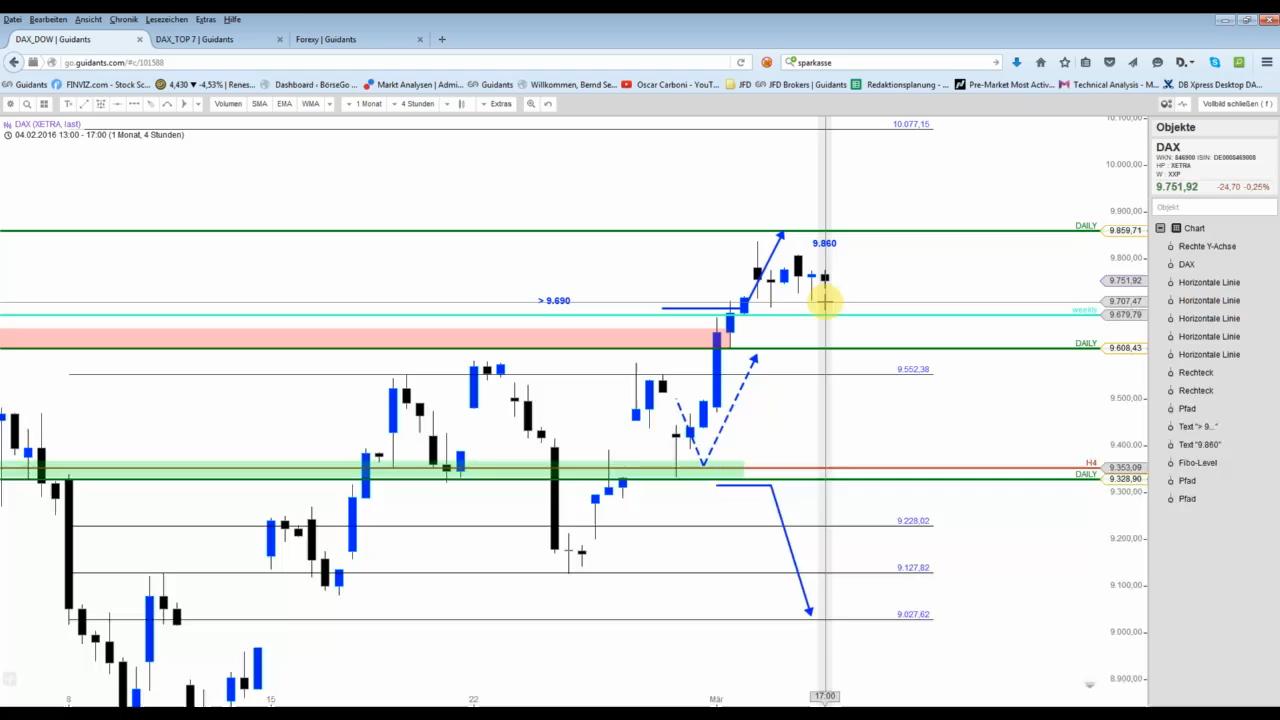 Datei Bearbeiten Ansicht Chronik Lesezeichen Extras Hilfe
DAX_DOW | Guidants × DAX_TOP 7 | Guidants × Forexy | Guidants × +
go.guidants.com/#c/101588 sparkasse
Guidants FINVIZ.com - Stock Sc... 4,430 ▾ -4,53% | Renes... Dashboard ‹ BörseGo ... Markt Analysen | Admi... Guidants Willkommen, Bernd Se... Oscar Carboni - YouT... JFD JFD Brokers | Guidants Redaktionsplanung - ... Pre-Market Most Activ... Technical Analysis - ... DB Xpress Desktop DA...
Volumen SMA EMA WMA 1 Monat 4 Stunden Extras Vollbild schließen ( f )
DAX (XETRA, last)
04.02.2016 13:00 - 17:00 (1 Monat, 4 Stunden)
10.100,00
10.077,15
10.000,00
9.900,00
DAILY 9.859,71
9.860
9.800,00
9.751,92
> 9.690
9.707,47
weekly 9.679,79
DAILY 9.608,43
9.552,38
9.500,00
9.400,00
H4 9.353,09
DAILY 9.328,90
9.300,00
9.228,02
9.200,00
9.127,82
9.100,00
9.027,62
9.000,00
8.900,00
8 15 22 Mär 17:00
Objekte
DAX
WKN: 846900 ISIN: DE0008469008
HP : XETRA
W : XXP
9.751,92 -24,70 -0,25%
Objekt
Chart
Rechte Y-Achse
DAX
Horizontale Linie
Horizontale Linie
Horizontale Linie
Horizontale Linie
Horizontale Linie
Rechteck
Rechteck
Pfad
Text "> 9..."
Text "9.860"
Fibo-Level
Pfad
Pfad